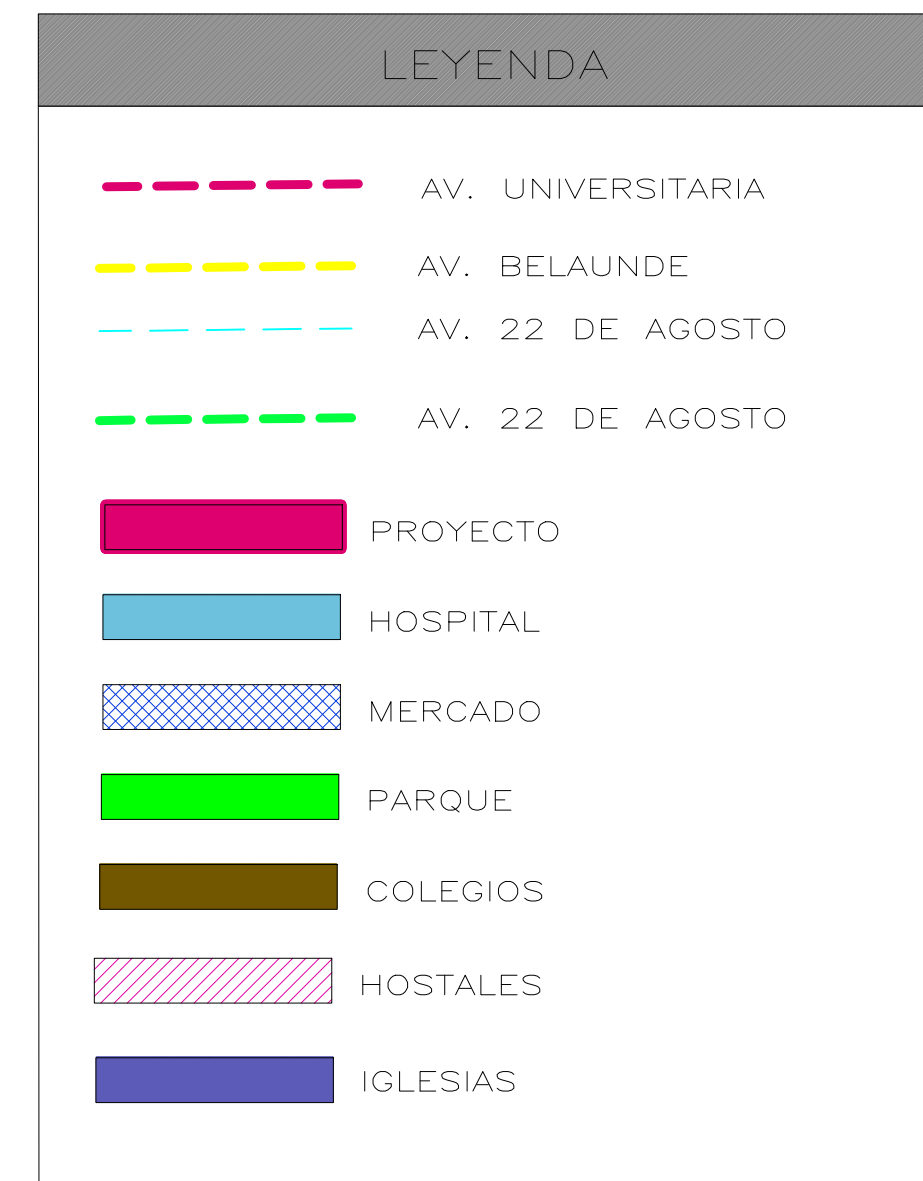 LEYENDA
AV. UNIVERSITARIA
AV. BELAUNDE
AV. 22 DE AGOSTO
AV. 22 DE AGOSTO
PROYECTO
HOSPITAL
MERCADO
PARQUE
COLEGIOS
HOSTALES
IGLESIAS